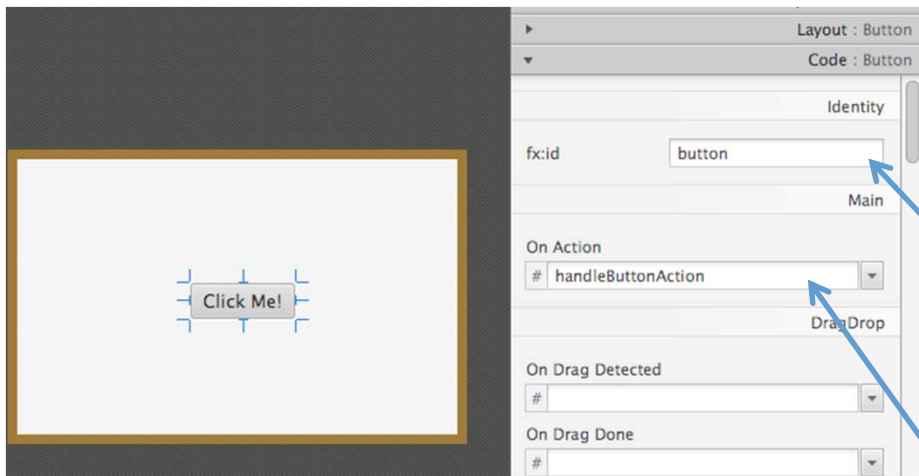 Layout : Button
Code : Button
Identity
fx:id button
Main
On Action
# handleButtonAction
DragDrop
On Drag Detected
#
On Drag Done
#
Click Me!